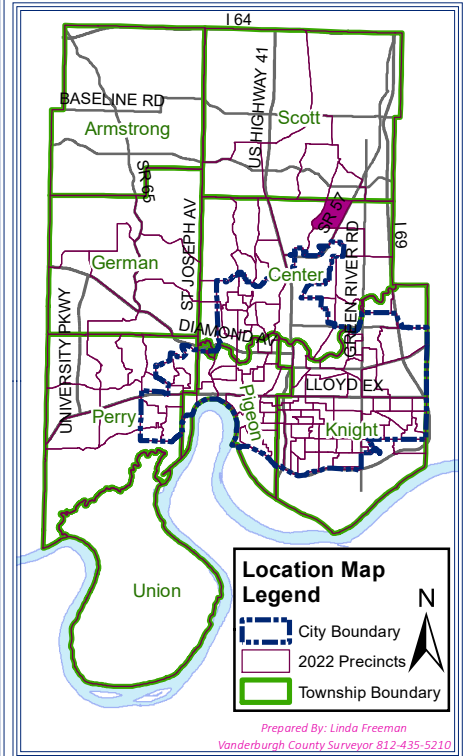 I 64
BASELINE RD
Armstrong
US HIGHWAY 41
Scott
SR 65
SR 57
ST JOSEPH AV
I 69
German
Center
GREEN RIVER RD
UNIVERSITY PKWY
DIAMOND AV
LLOYD EX
Perry
Pigeon
Knight
Union
Location Map
Legend
N
City Boundary
2022 Precincts
Township Boundary
Prepared By: Linda Freeman
Vanderburgh County Surveyor 812-435-5210